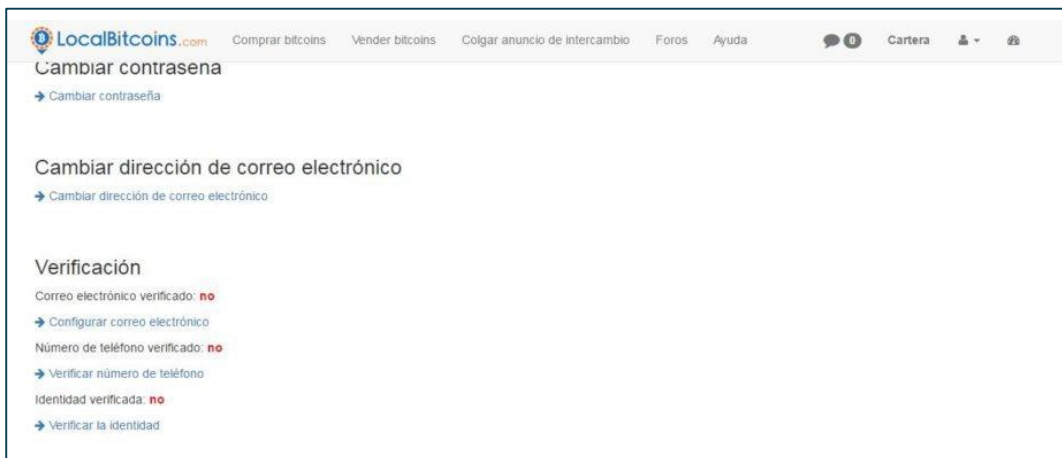 LocalBitcoins.com Comprar bitcoins Vender bitcoins Colgar anuncio de intercambio Foros Ayuda 0 Cartera
Cambiar contraseña
Cambiar contraseña
Cambiar dirección de correo electrónico
Cambiar dirección de correo electrónico
Verificación
Correo electrónico verificado: no
Configurar correo electrónico
Número de teléfono verificado: no
Verificar número de teléfono
Identidad verificada: no
Verificar la identidad